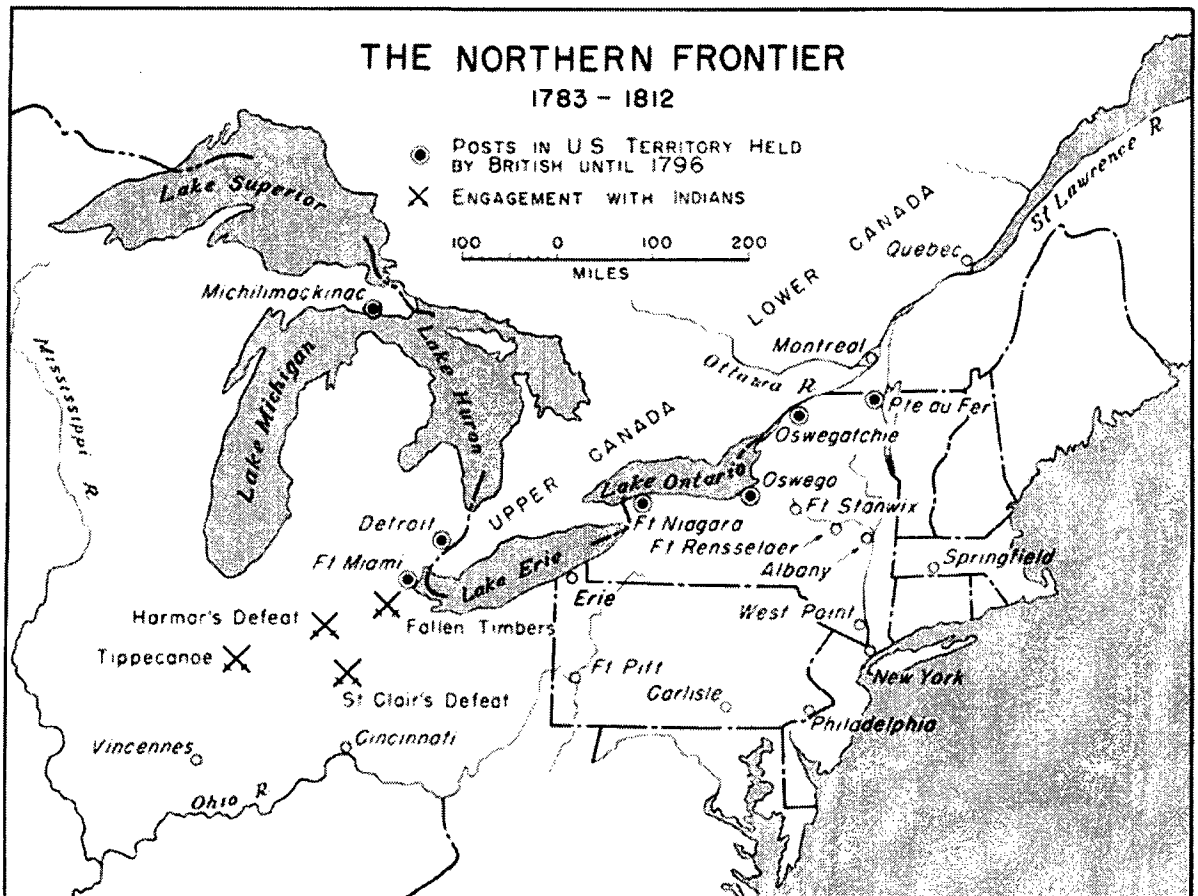 THE NORTHERN FRONTIER
1783 - 1812
POSTS IN U S TERRITORY HELD
BY BRITISH UNTIL 1796
ENGAGEMENT WITH INDIANS
100 0 100 200
MILES
Lake Superior
St Lawrence R
LOWER CANADA
Quebec
Michilimackinac
Mississippi R
Lake Michigan
Lake Huron
Montreal
Ottawa R
Pte au Fer
Oswegatchie
UPPER CANADA
Lake Ontario
Oswego
Ft Stanwix
Ft Niagara
Ft Rensselaer
Albany
Springfield
Detroit
Ft Miami
Lake Erie
Erie
West Point
Harmar's Defeat
Fallen Timbers
Tippecanoe
St Clair's Defeat
Ft Pitt
Carlisle
New York
Philadelphia
Vincennes
Cincinnati
Ohio R